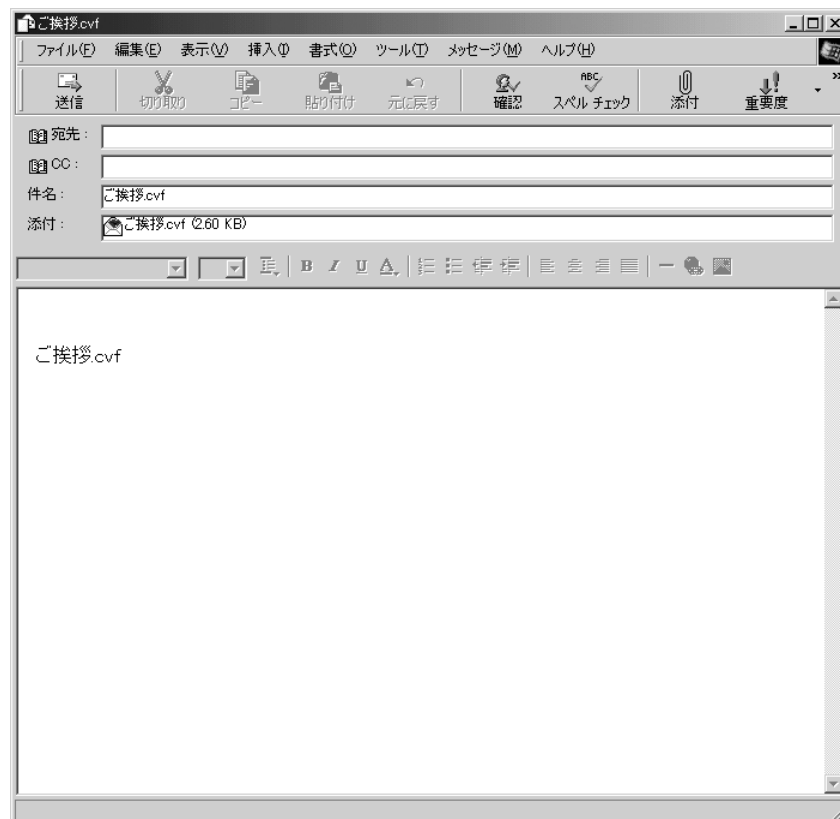 ご挨拶.cvf
ファイル(F) 編集(E) 表示(V) 挿入(I) 書式(O) ツール(T) メッセージ(M) ヘルプ(H)
送信 切り取り コピー 貼り付け 元に戻す 確認 ABC スペル チェック 添付 重要度 »
宛先:
CC:
件名: ご挨拶.cvf
添付: ご挨拶.cvf (2.60 KB)
B I U A
ご挨拶.cvf